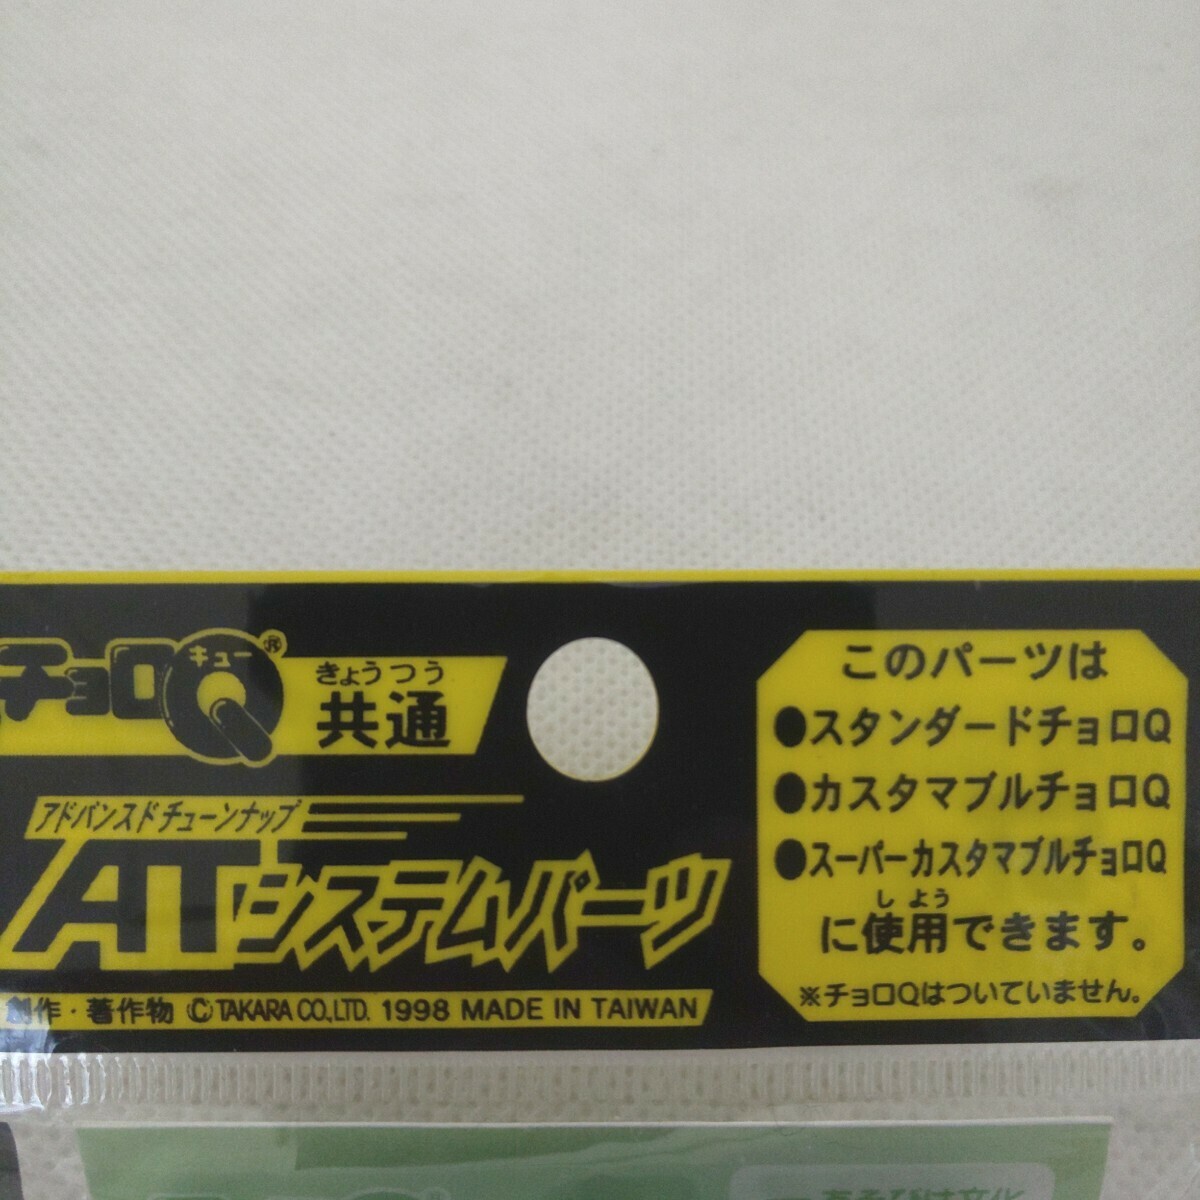 チョロQ®
キュー
きょうつう
共通
アドバンスドチューンナップ
ATシステムパーツ
創作・著作物 ©TAKARA CO.,LTD. 1998 MADE IN TAIWAN
このパーツは
●スタンダードチョロQ
●カスタマブルチョロQ
●スーパーカスタマブルチョロQ
しよう
に使用できます。
※チョロQはついていません。